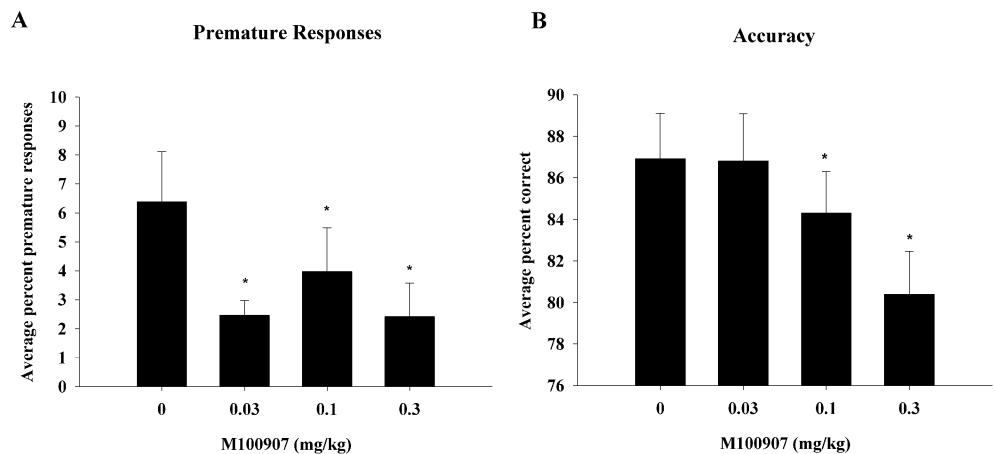 A
Premature Responses
Average percent premature responses
10
9
8
7
6
5
4
3
2
1
0
*
*
*
0 0.03 0.1 0.3
M100907 (mg/kg)
B
Accuracy
Average percent correct
90
88
86
84
82
80
78
76
*
*
0 0.03 0.1 0.3
M100907 (mg/kg)